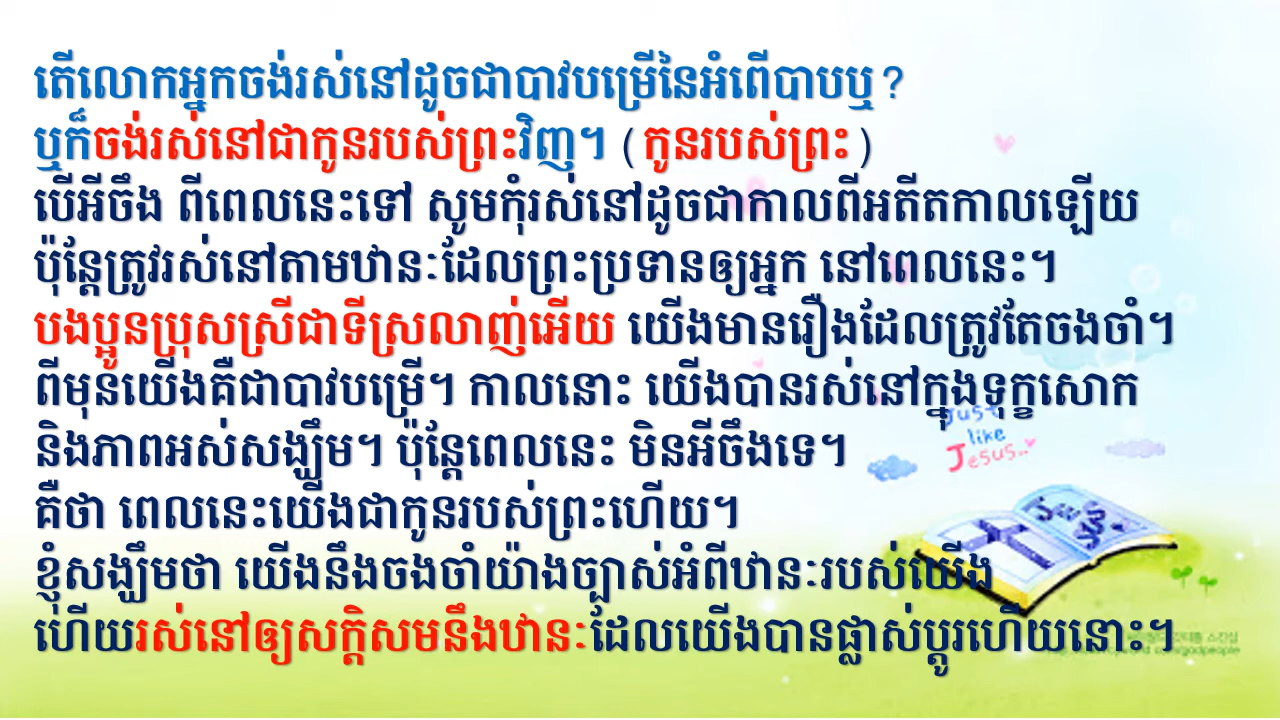 តើលោកអ្នកចង់រស់នៅដូចជាបាវបម្រើនៃអំពើបាបឬ?
ឬក៏ចង់រស់នៅជាកូនរបស់ព្រះវិញ។ (កូនរបស់ព្រះ)
បើអីចឹង ពីពេលនេះទៅ សូមកុំរស់នៅដូចជាកាលពីអតីតកាលឡើយ
ប៉ុន្តែត្រូវរស់នៅតាមឋានៈដែលព្រះប្រទានឲ្យអ្នក នៅពេលនេះ។
បងប្អូនប្រុសស្រីជាទីស្រលាញ់អើយ យើងមានរឿងដែលត្រូវតែចងចាំ។
ពីមុនយើងគឺជាបាវបម្រើ។ កាលនោះ យើងបានរស់នៅក្នុងទុក្ខសោក
និងភាពអស់សង្ឃឹម។ ប៉ុន្តែពេលនេះ មិនអីចឹងទេ។
គឺថា ពេលនេះយើងជាកូនរបស់ព្រះហើយ។
ខ្ញុំសង្ឃឹមថា យើងនឹងចងចាំយ៉ាងច្បាស់អំពីឋានៈរបស់យើង
ហើយរស់នៅឲ្យសក្តិសមនឹងឋានៈដែលយើងបានផ្លាស់ប្តូរហើយនោះ។
Just
like
Jesus..